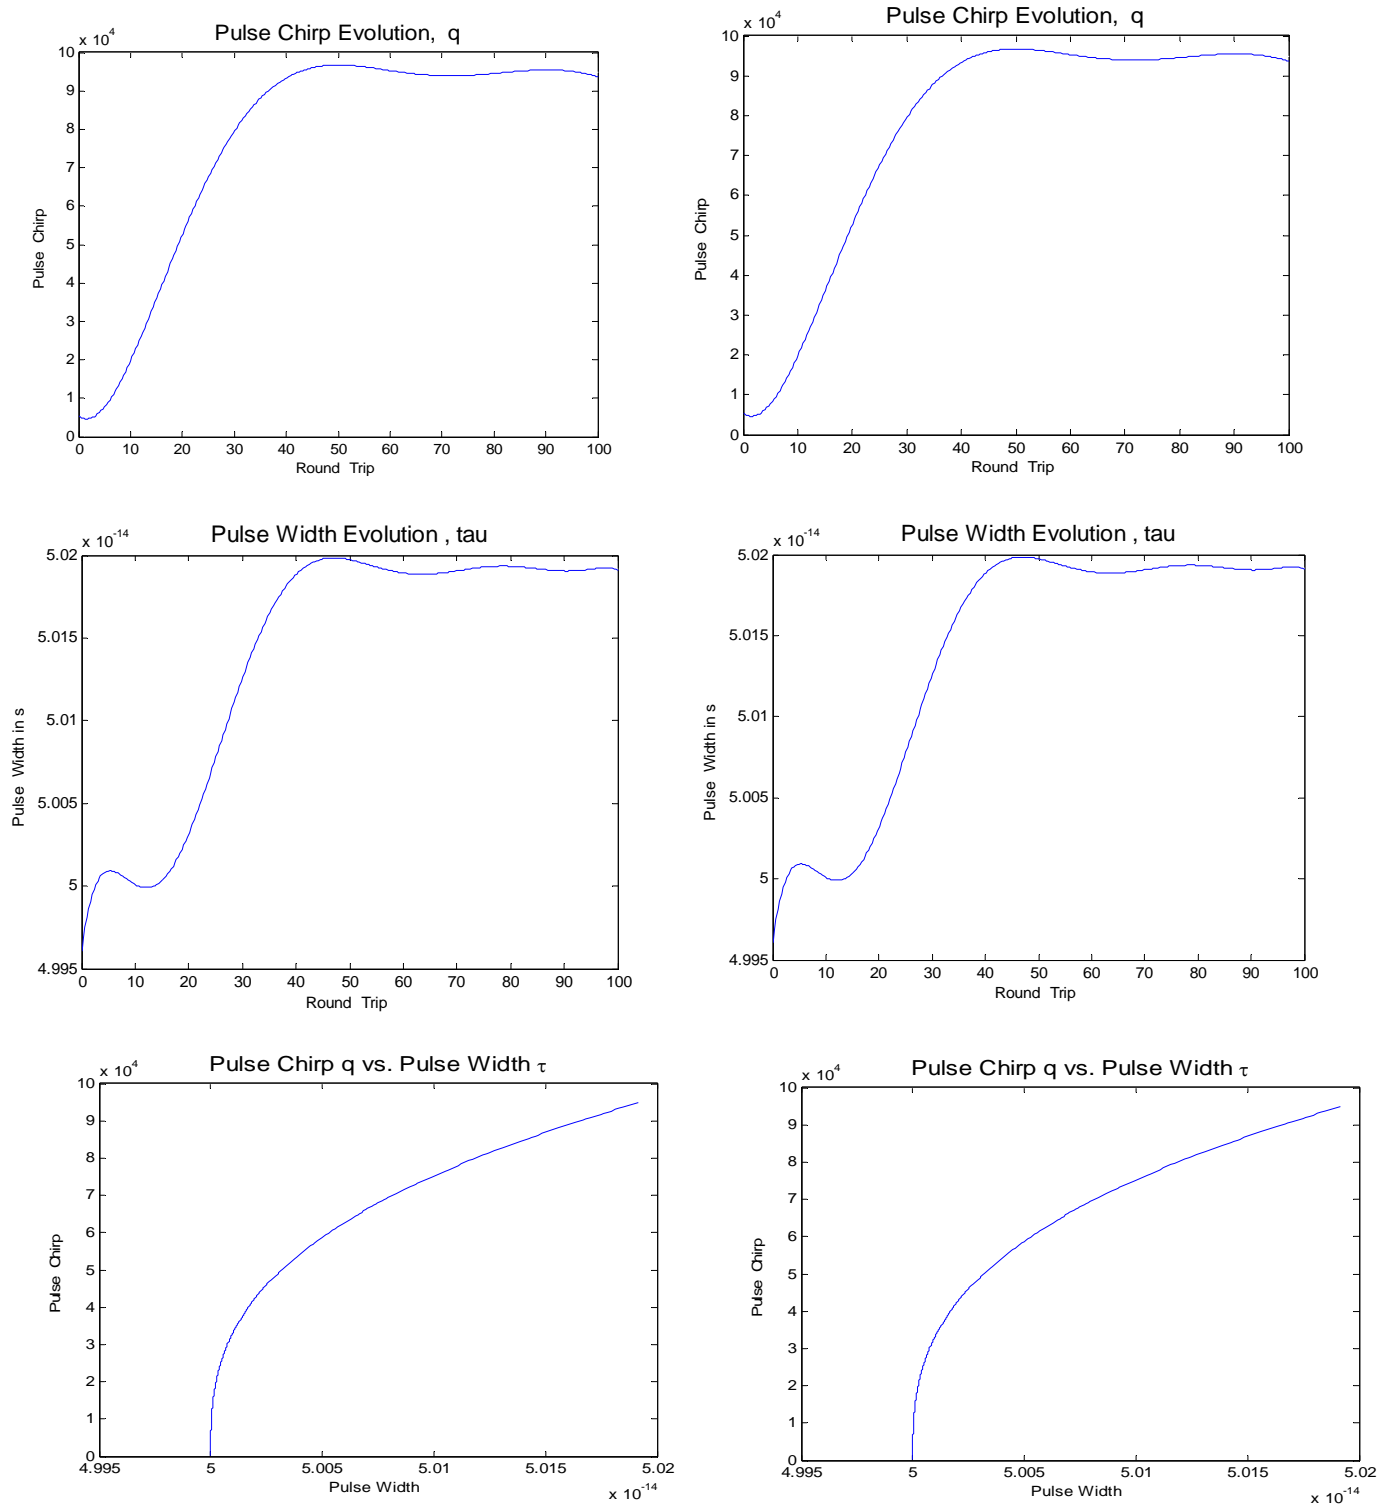 Pulse Chirp Evolution, q
x 10^4
10
9
8
7
6
5
4
3
2
1
0
Pulse Chirp
0 10 20 30 40 50 60 70 80 90 100
Round Trip
Pulse Chirp Evolution, q
x 10^4
10
9
8
7
6
5
4
3
2
1
0
Pulse Chirp
0 10 20 30 40 50 60 70 80 90 100
Round Trip
Pulse Width Evolution , tau
x 10^-14
5.02
5.015
5.01
5.005
5
4.995
Pulse Width in s
0 10 20 30 40 50 60 70 80 90 100
Round Trip
Pulse Width Evolution , tau
x 10^-14
5.02
5.015
5.01
5.005
5
4.995
Pulse Width in s
0 10 20 30 40 50 60 70 80 90 100
Round Trip
Pulse Chirp q vs. Pulse Width τ
x 10^4
10
9
8
7
6
5
4
3
2
1
0
Pulse Chirp
4.995 5 5.005 5.01 5.015 5.02
Pulse Width
x 10^-14
Pulse Chirp q vs. Pulse Width τ
x 10^4
10
9
8
7
6
5
4
3
2
1
0
Pulse Chirp
4.995 5 5.005 5.01 5.015 5.02
Pulse Width
x 10^-14